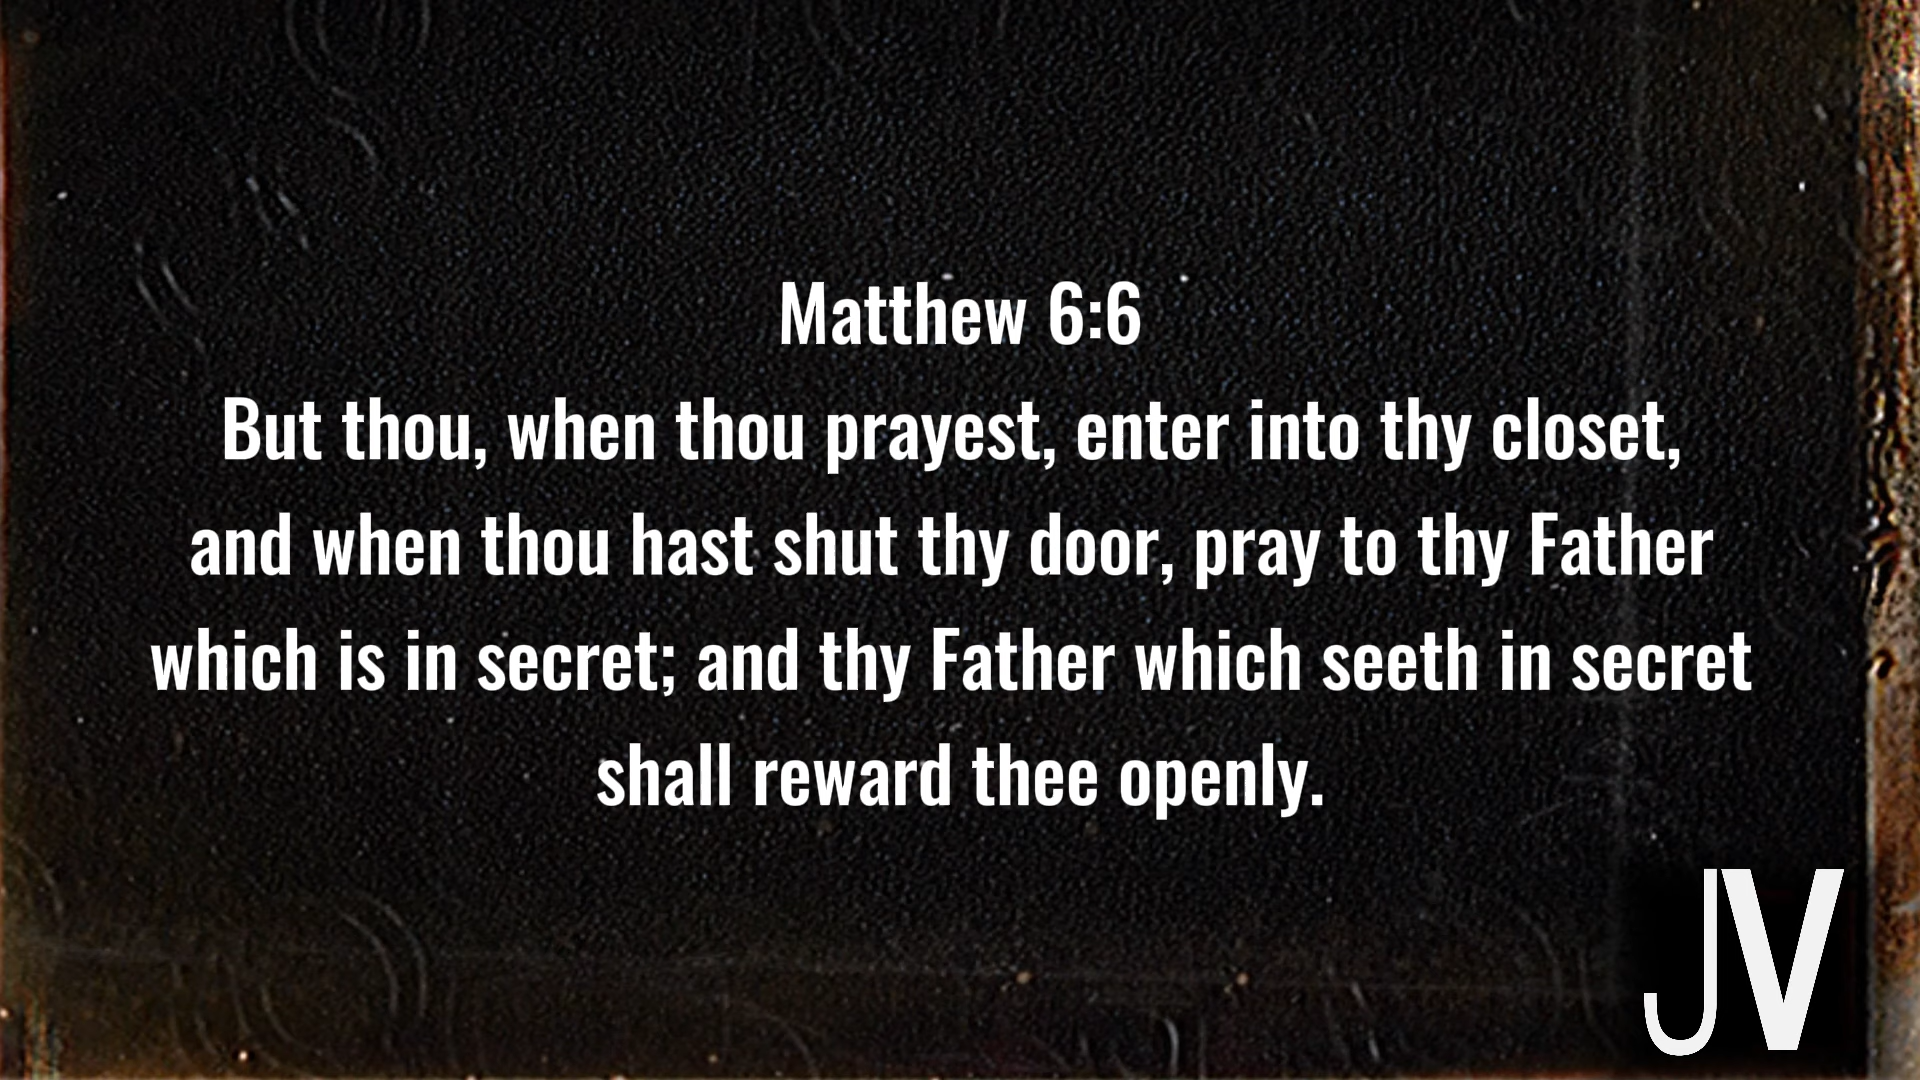 Matthew 6:6
But thou, when thou prayest, enter into thy closet,
and when thou hast shut thy door, pray to thy Father
which is in secret; and thy Father which seeth in secret
shall reward thee openly.
JV